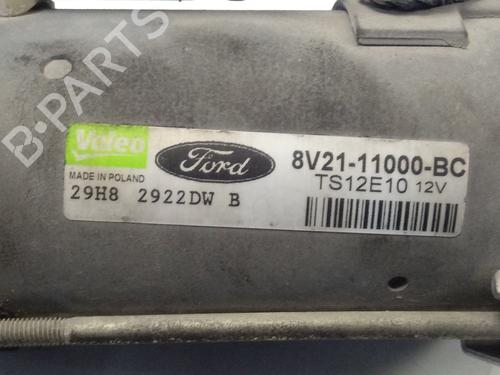 B-PARTS
Valeo
MADE IN POLAND
Ford
8V21-11000-BC
TS12E10 12V
29H8 2922DW B